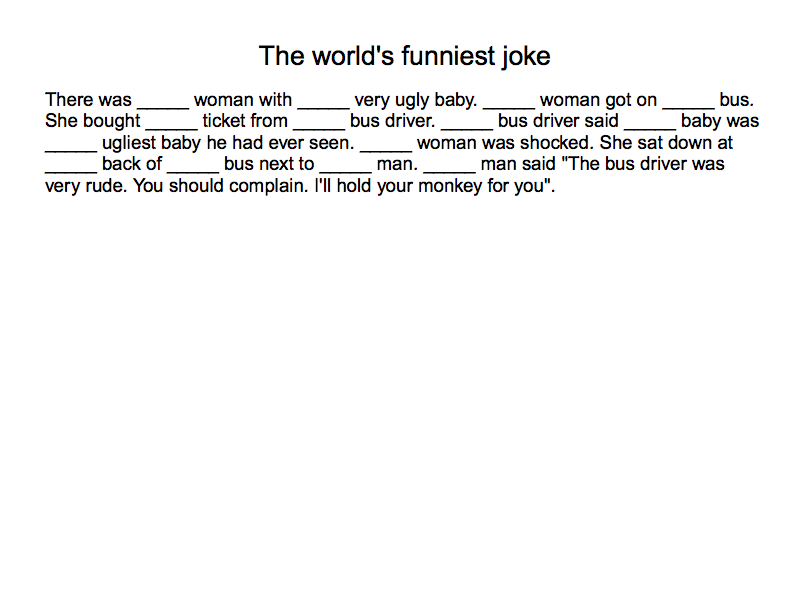 The world's funniest joke
There was _____ woman with _____ very ugly baby. _____ woman got on _____ bus.
She bought _____ ticket from _____ bus driver. _____ bus driver said _____ baby was
_____ ugliest baby he had ever seen. _____ woman was shocked. She sat down at
_____ back of _____ bus next to _____ man. _____ man said "The bus driver was
very rude. You should complain. I'll hold your monkey for you".